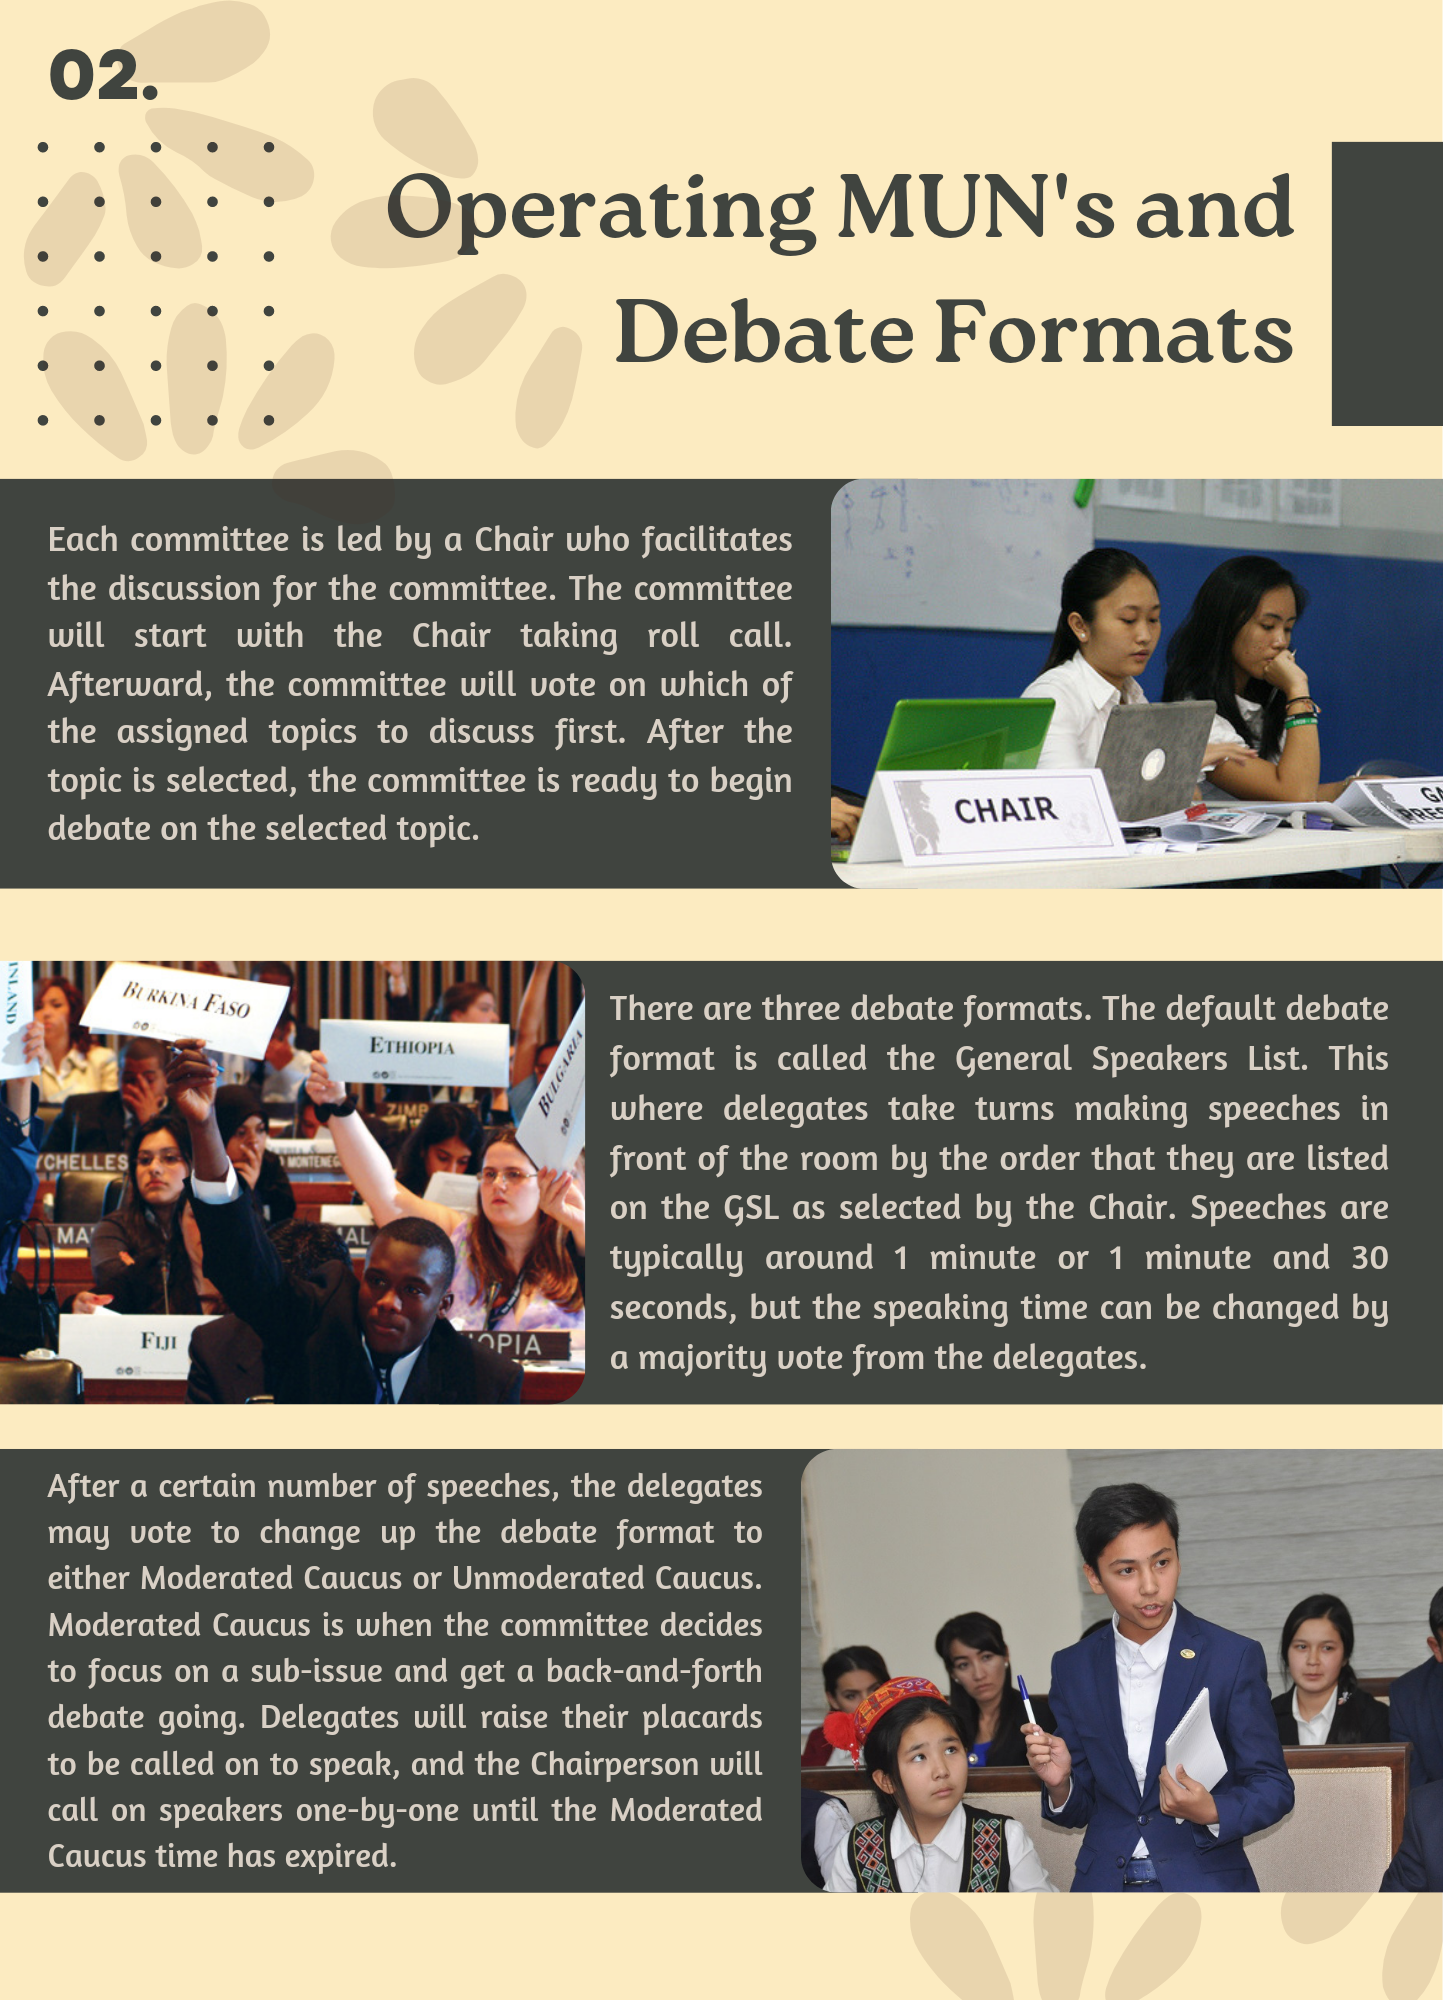 02.
Operating MUN's and
Debate Formats
Each committee is led by a Chair who facilitates
the discussion for the committee. The committee
will start with the Chair taking roll call.
Afterward, the committee will vote on which of
the assigned topics to discuss first. After the
topic is selected, the committee is ready to begin
debate on the selected topic.
CHAIR
GA
PRES
INLAND
BURKINA FASO
ETHIOPIA
BULGARIA
ZIMB
YCHELLES
MONTENEG
MAL
FIJI
IOPIA
There are three debate formats. The default debate
format is called the General Speakers List. This
where delegates take turns making speeches in
front of the room by the order that they are listed
on the GSL as selected by the Chair. Speeches are
typically around 1 minute or 1 minute and 30
seconds, but the speaking time can be changed by
a majority vote from the delegates.
After a certain number of speeches, the delegates
may vote to change up the debate format to
either Moderated Caucus or Unmoderated Caucus.
Moderated Caucus is when the committee decides
to focus on a sub-issue and get a back-and-forth
debate going. Delegates will raise their placards
to be called on to speak, and the Chairperson will
call on speakers one-by-one until the Moderated
Caucus time has expired.